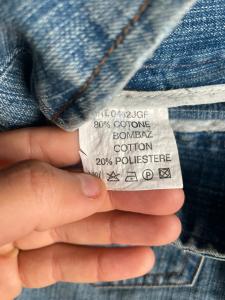 80% COTONE
BOMBAZ
COTTON
20% POLIESTERE